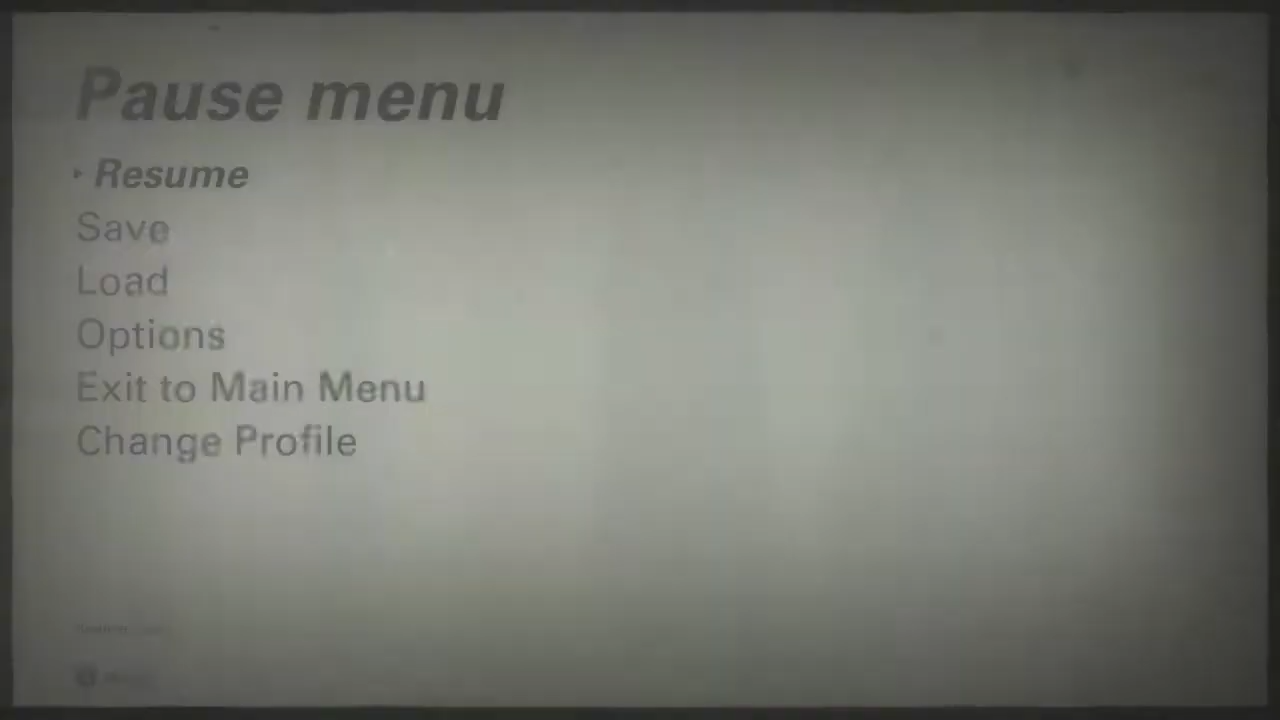 Pause menu
Resume
Save
Load
Options
Exit to Main Menu
Change Profile